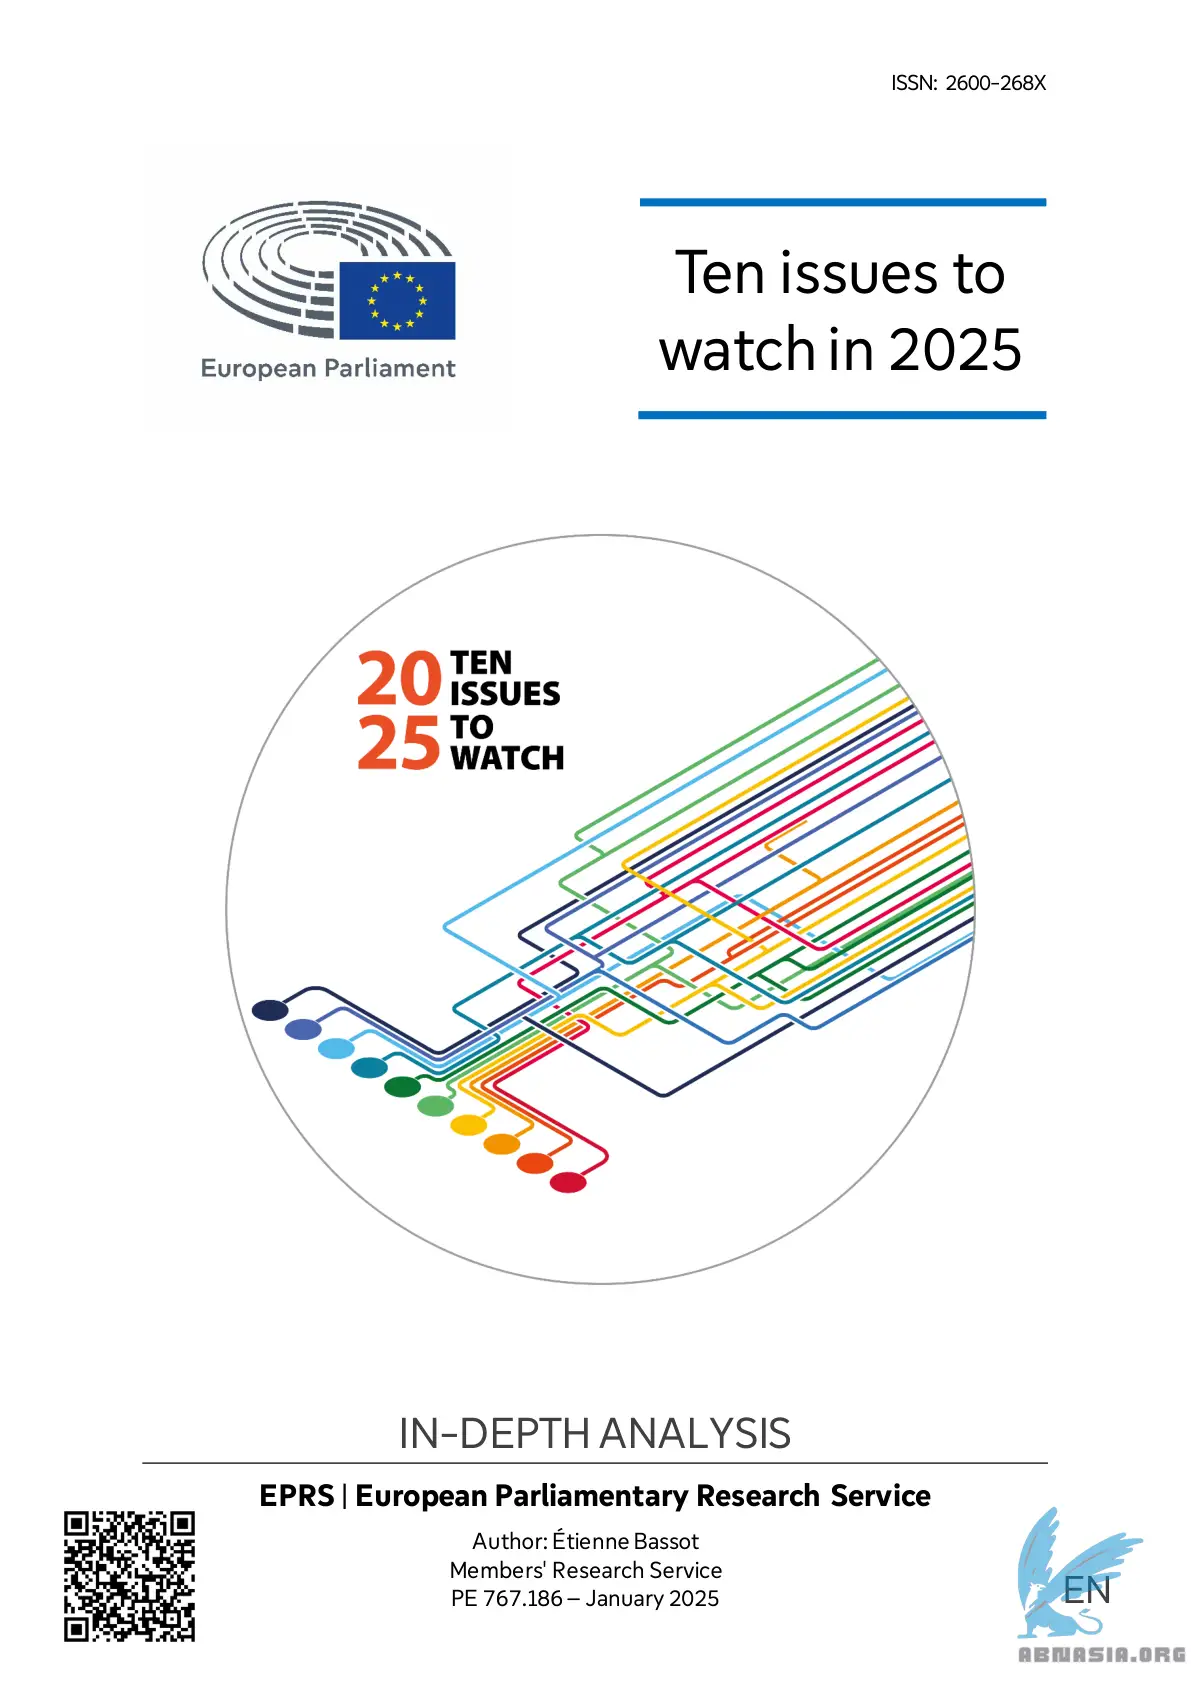 ISSN: 2600-268X
European Parliament
Ten issues to
watch in 2025
20
25
TEN
ISSUES
TO
WATCH
IN-DEPTH ANALYSIS
EPRS | European Parliamentary Research Service
Author: Étienne Bassot
Members' Research Service
PE 767.186 – January 2025
EN
ABNASIA.ORG